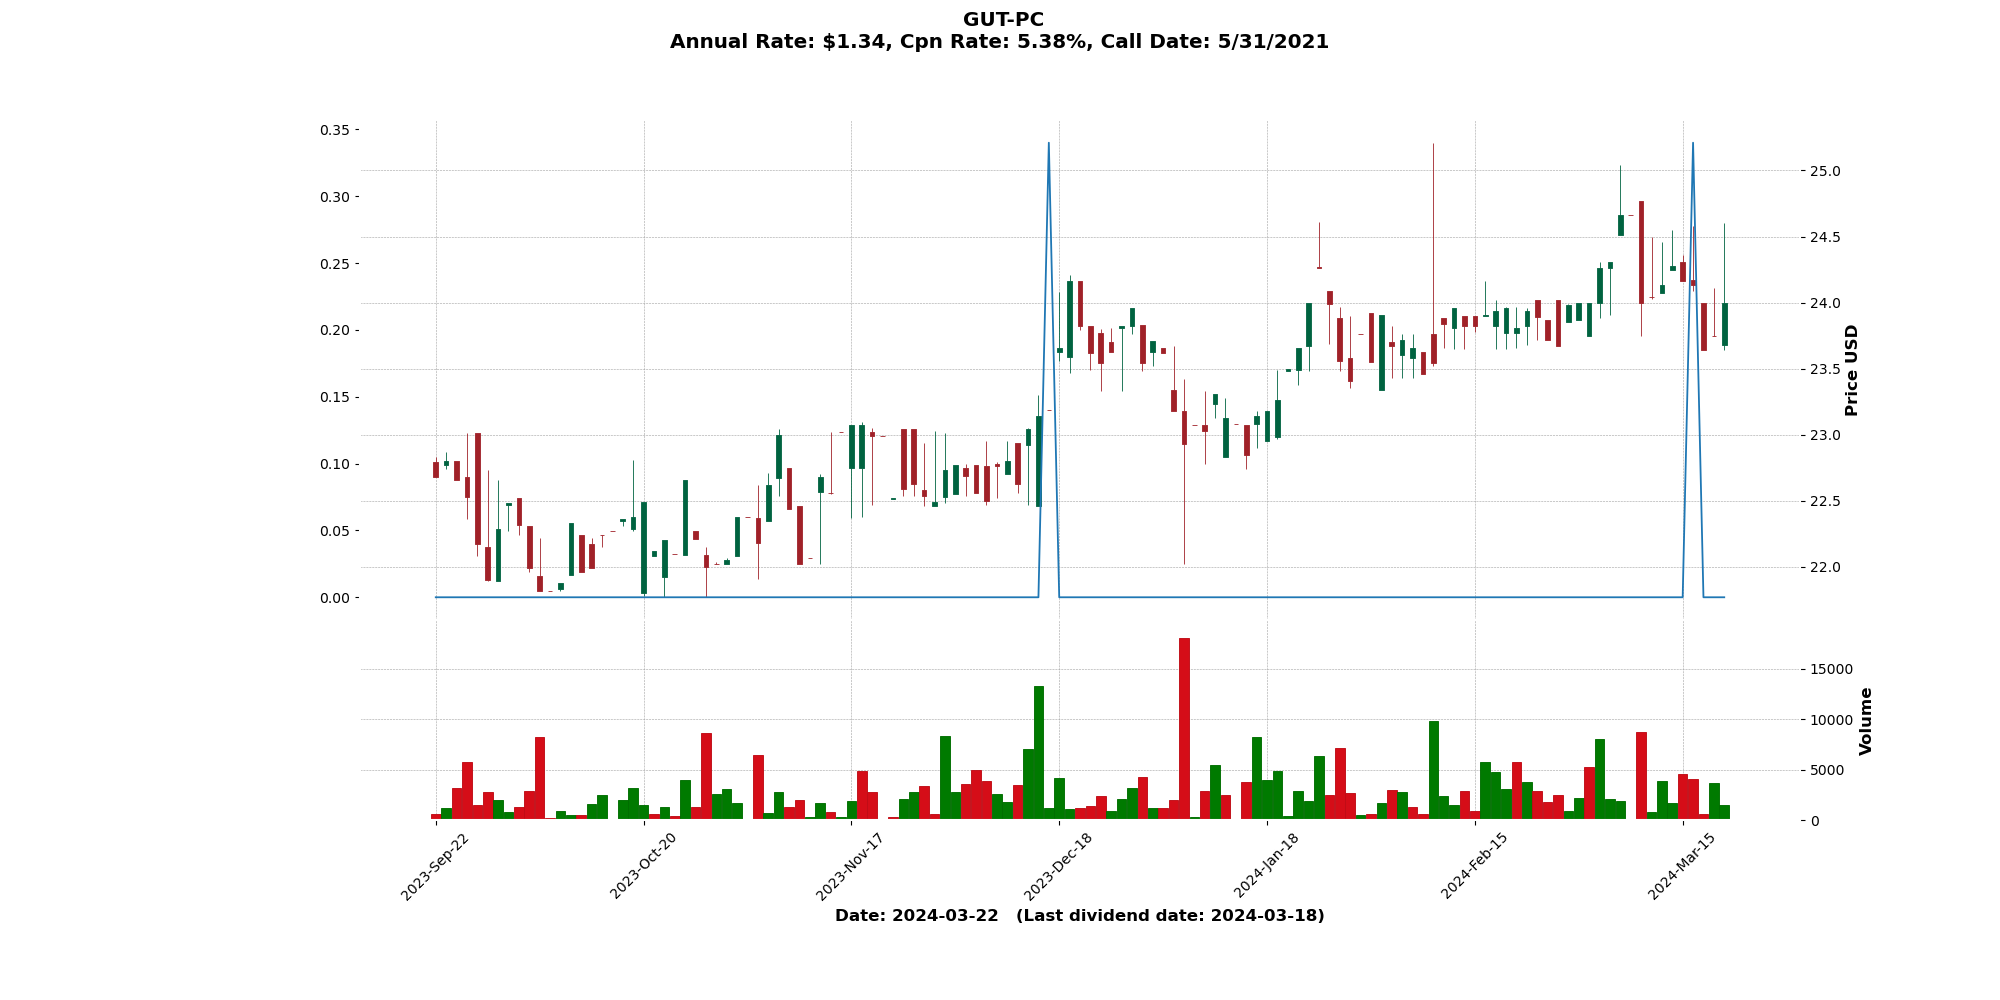 GUT-PC
Annual Rate: $1.34, Cpn Rate: 5.38%, Call Date: 5/31/2021
0.35
0.30
0.25
0.20
0.15
0.10
0.05
0.00
25.0
24.5
24.0
23.5
23.0
22.5
22.0
Price USD
15000
10000
5000
0
Volume
2023-Sep-22
2023-Oct-20
2023-Nov-17
2023-Dec-18
2024-Jan-18
2024-Feb-15
2024-Mar-15
Date: 2024-03-22   (Last dividend date: 2024-03-18)